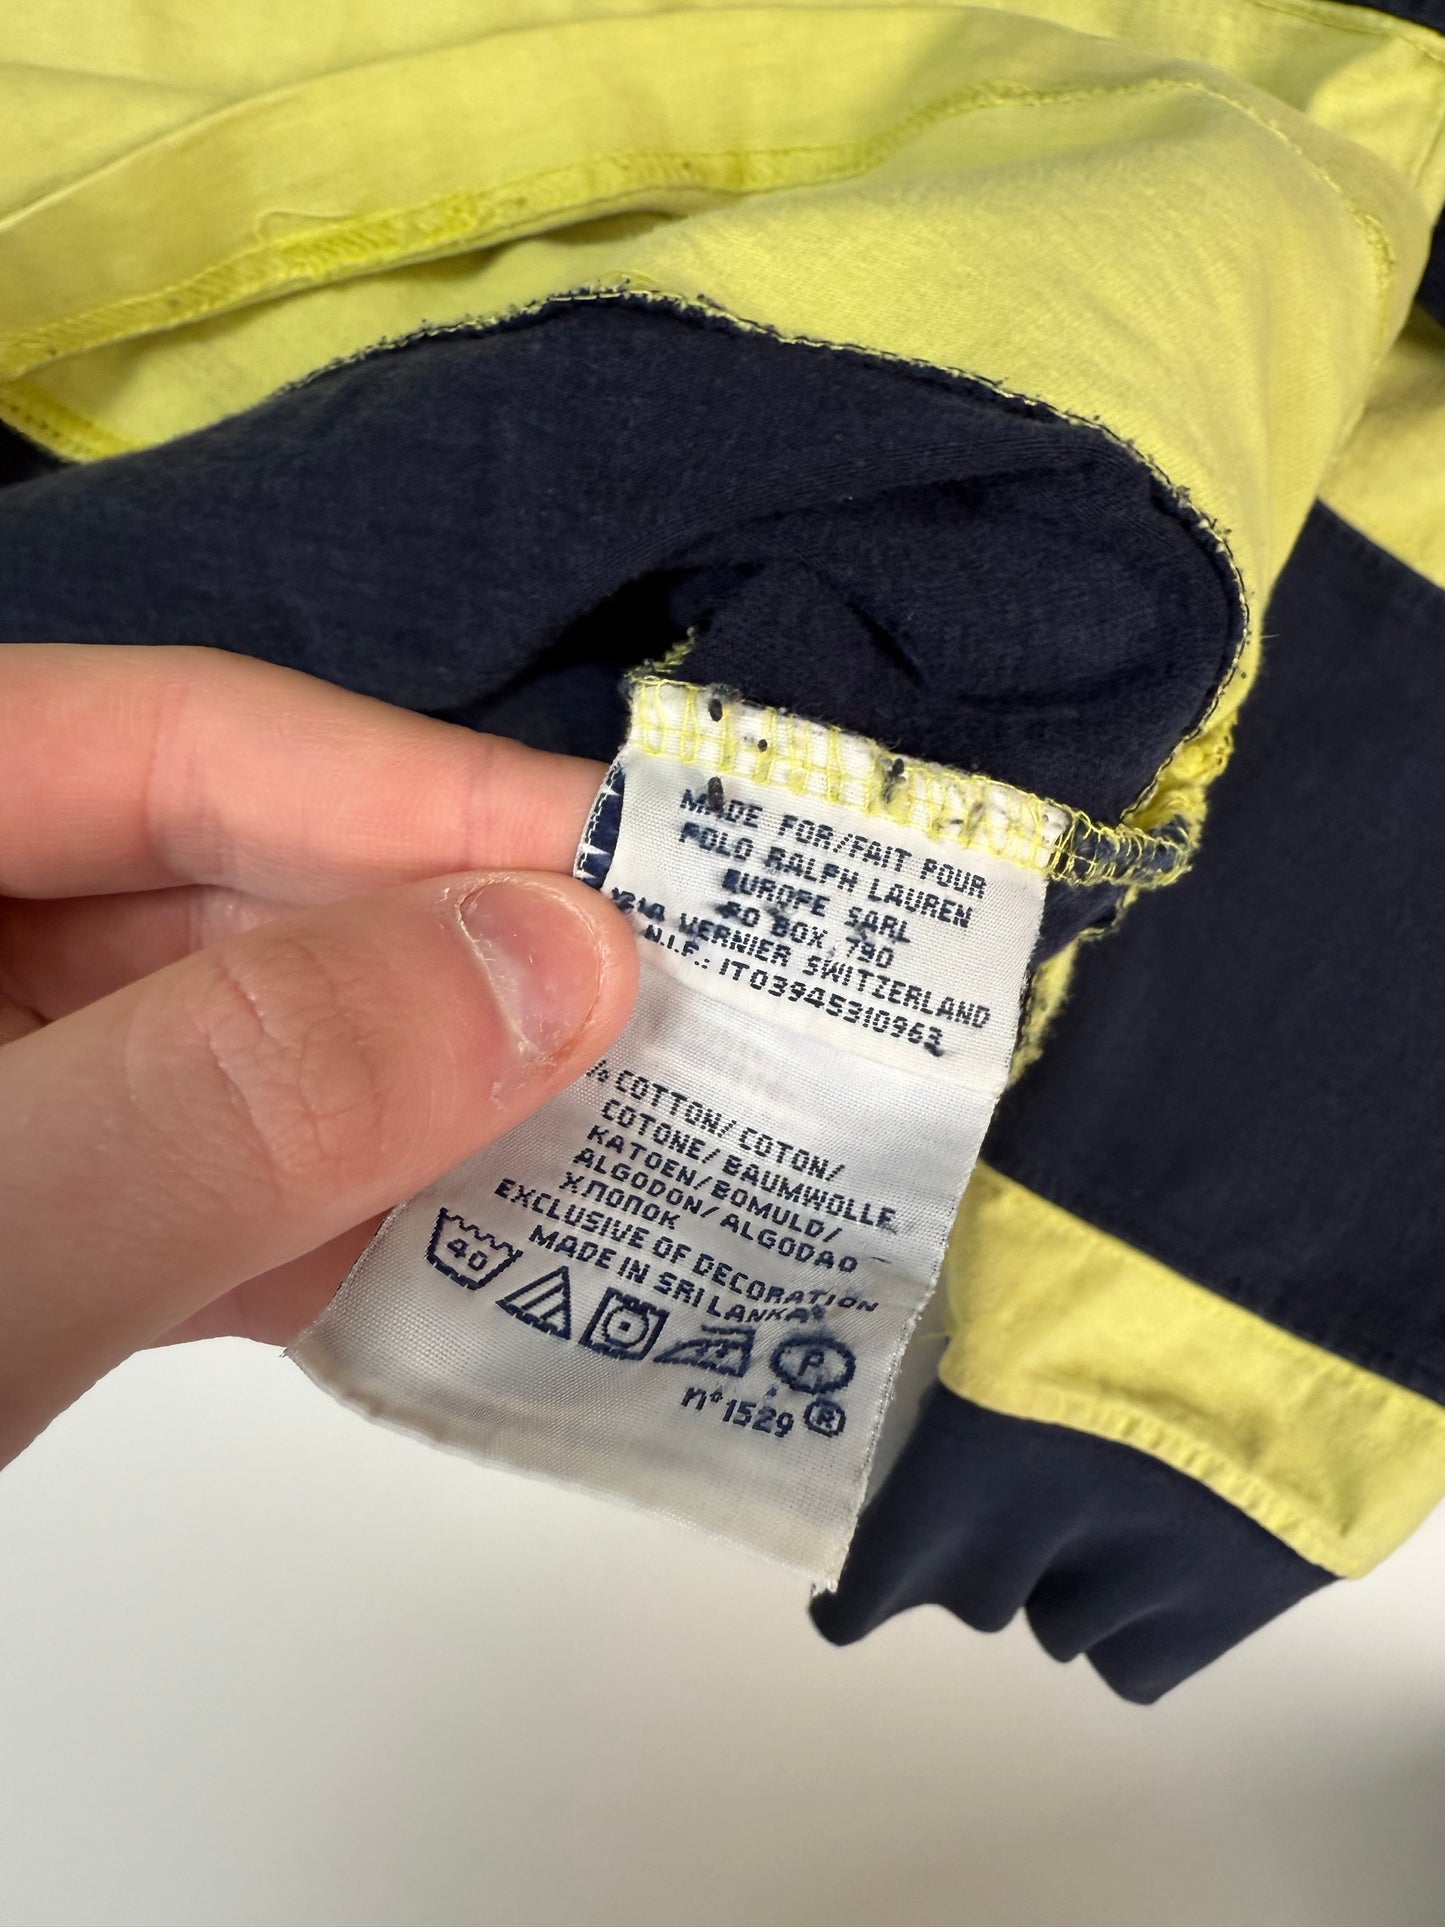 MADE FOR/FAIT POUR
POLO RALPH LAUREN
EUROPE SARL
PO BOX 790
VERNIER SWITZERLAND
N.I.F.: IT03945310963
% COTTON/COTON/
COTONE/BAUMWOLLE
KATOEN/BOMULD/
ALGODON/ALGODAO
ХЛОПОК
EXCLUSIVE OF DECORATION
MADE IN SRI LANKA
40
P
n°1529 ®